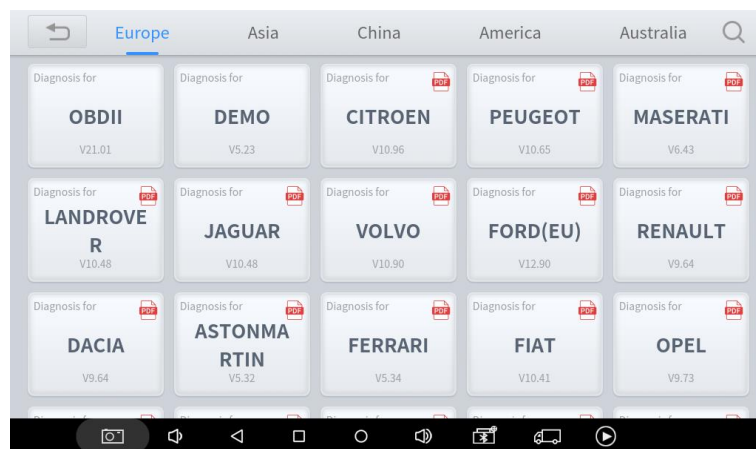 Europe Asia China America Australia
Diagnosis for Diagnosis for Diagnosis for PDF Diagnosis for PDF Diagnosis for PDF
OBDII DEMO CITROEN PEUGEOT MASERATI
V21.01 V5.23 V10.96 V10.65 V6.43
Diagnosis for PDF Diagnosis for PDF Diagnosis for PDF Diagnosis for PDF Diagnosis for PDF
LANDROVE
R JAGUAR VOLVO FORD(EU) RENAULT
V10.48 V10.48 V10.90 V12.90 V9.64
Diagnosis for PDF Diagnosis for PDF Diagnosis for PDF Diagnosis for PDF Diagnosis for PDF
ASTONMA
DACIA RTIN FERRARI FIAT OPEL
V9.64 V5.32 V5.34 V10.41 V9.73